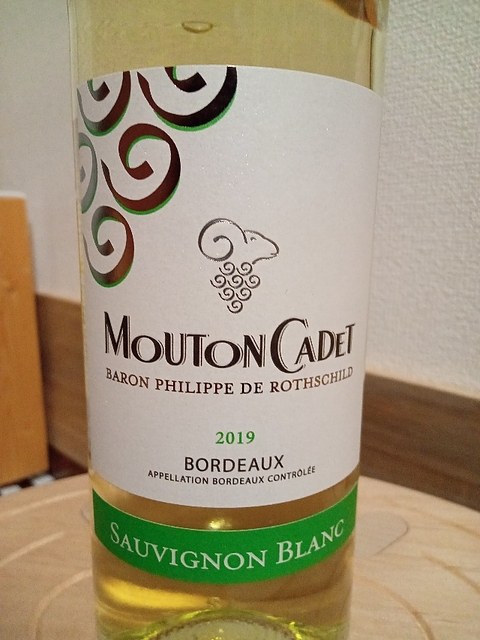 MOUTON CADET
BARON PHILIPPE DE ROTHSCHILD
2019
BORDEAUX
APPELLATION BORDEAUX CONTRÔLÉE
SAUVIGNON BLANC